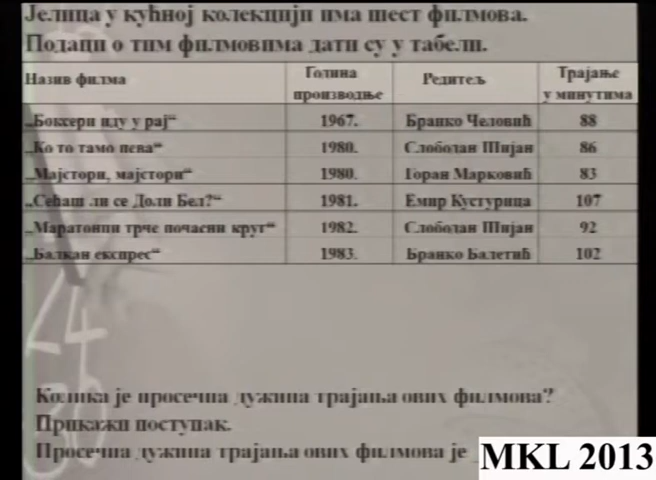 Јелица у кућној колекцији има шест филмова.
Подаци о тим филмовима дати су у табели.
Назив филма Година производње Редитељ Трајање у минутима
„Боксери иду у рај“ 1967. Бранко Человић 88
„Ко то тамо пева“ 1980. Слободан Шијан 86
„Мајстори, мајстори“ 1980. Горан Марковић 83
„Сећаш ли се Доли Бел?“ 1981. Емир Кустурица 107
„Маратонци трче почасни круг“ 1982. Слободан Шијан 92
„Балкан експрес“ 1983. Бранко Балетић 102
Колика је просечна дужина трајања ових филмова?
Прикажи поступак.
Просечна дужина трајања ових филмова је
MKL 2013